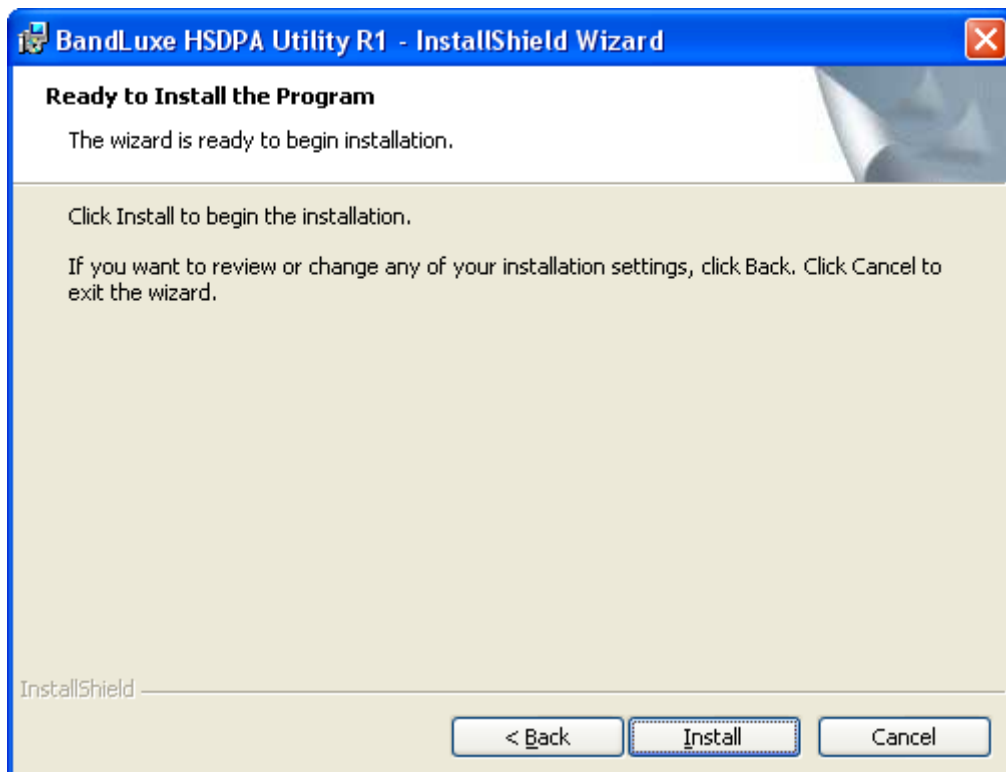 BandLuxe HSDPA Utility R1 - InstallShield Wizard
Ready to Install the Program
The wizard is ready to begin installation.
Click Install to begin the installation.
If you want to review or change any of your installation settings, click Back. Click Cancel to
exit the wizard.
InstallShield
< Back Install Cancel